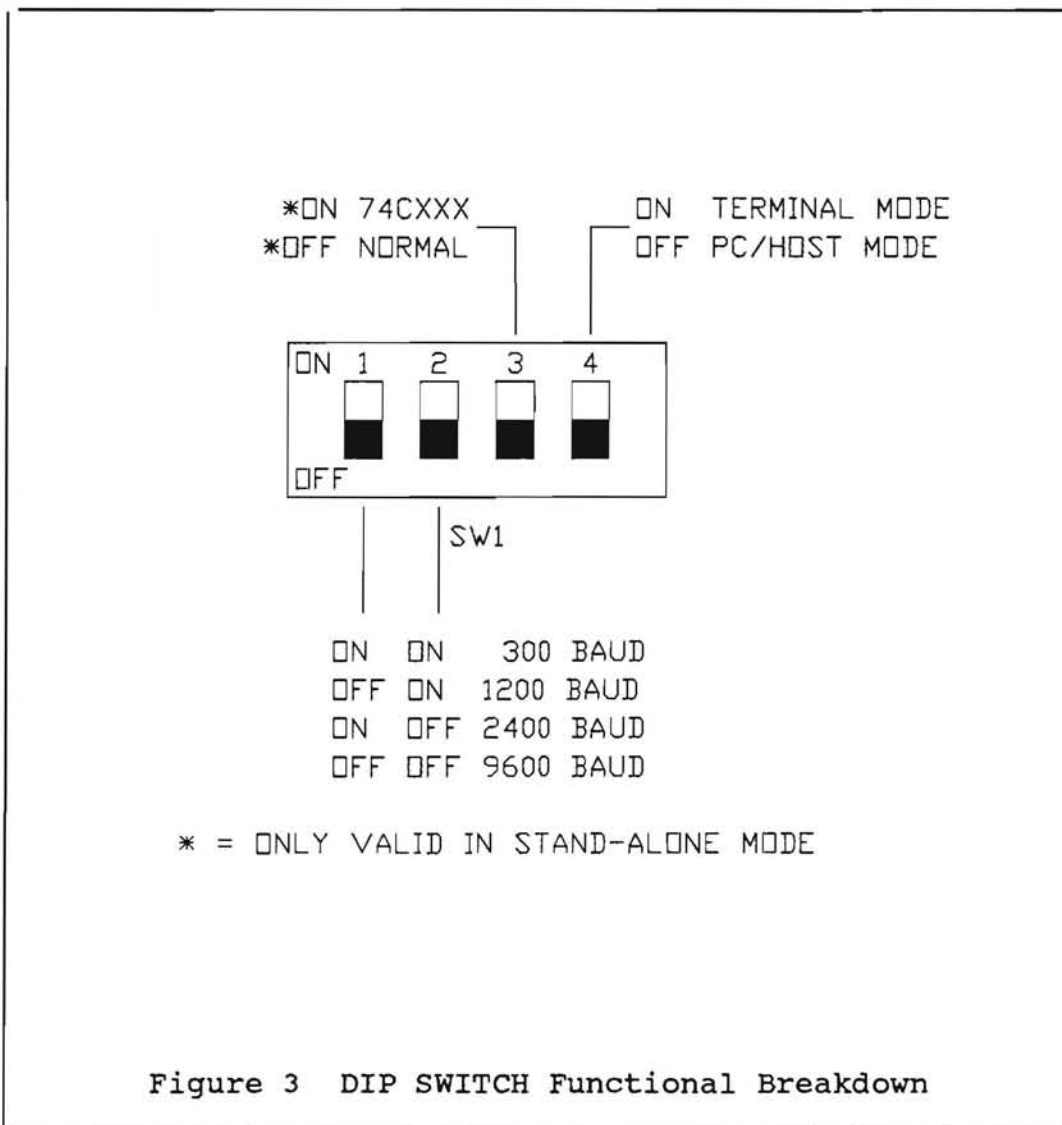 *ON 74CXXX
*OFF NORMAL
ON TERMINAL MODE
OFF PC/HOST MODE
ON 1 2 3 4
OFF
SW1
ON ON 300 BAUD
OFF ON 1200 BAUD
ON OFF 2400 BAUD
OFF OFF 9600 BAUD
* = ONLY VALID IN STAND-ALONE MODE
Figure 3 DIP SWITCH Functional Breakdown